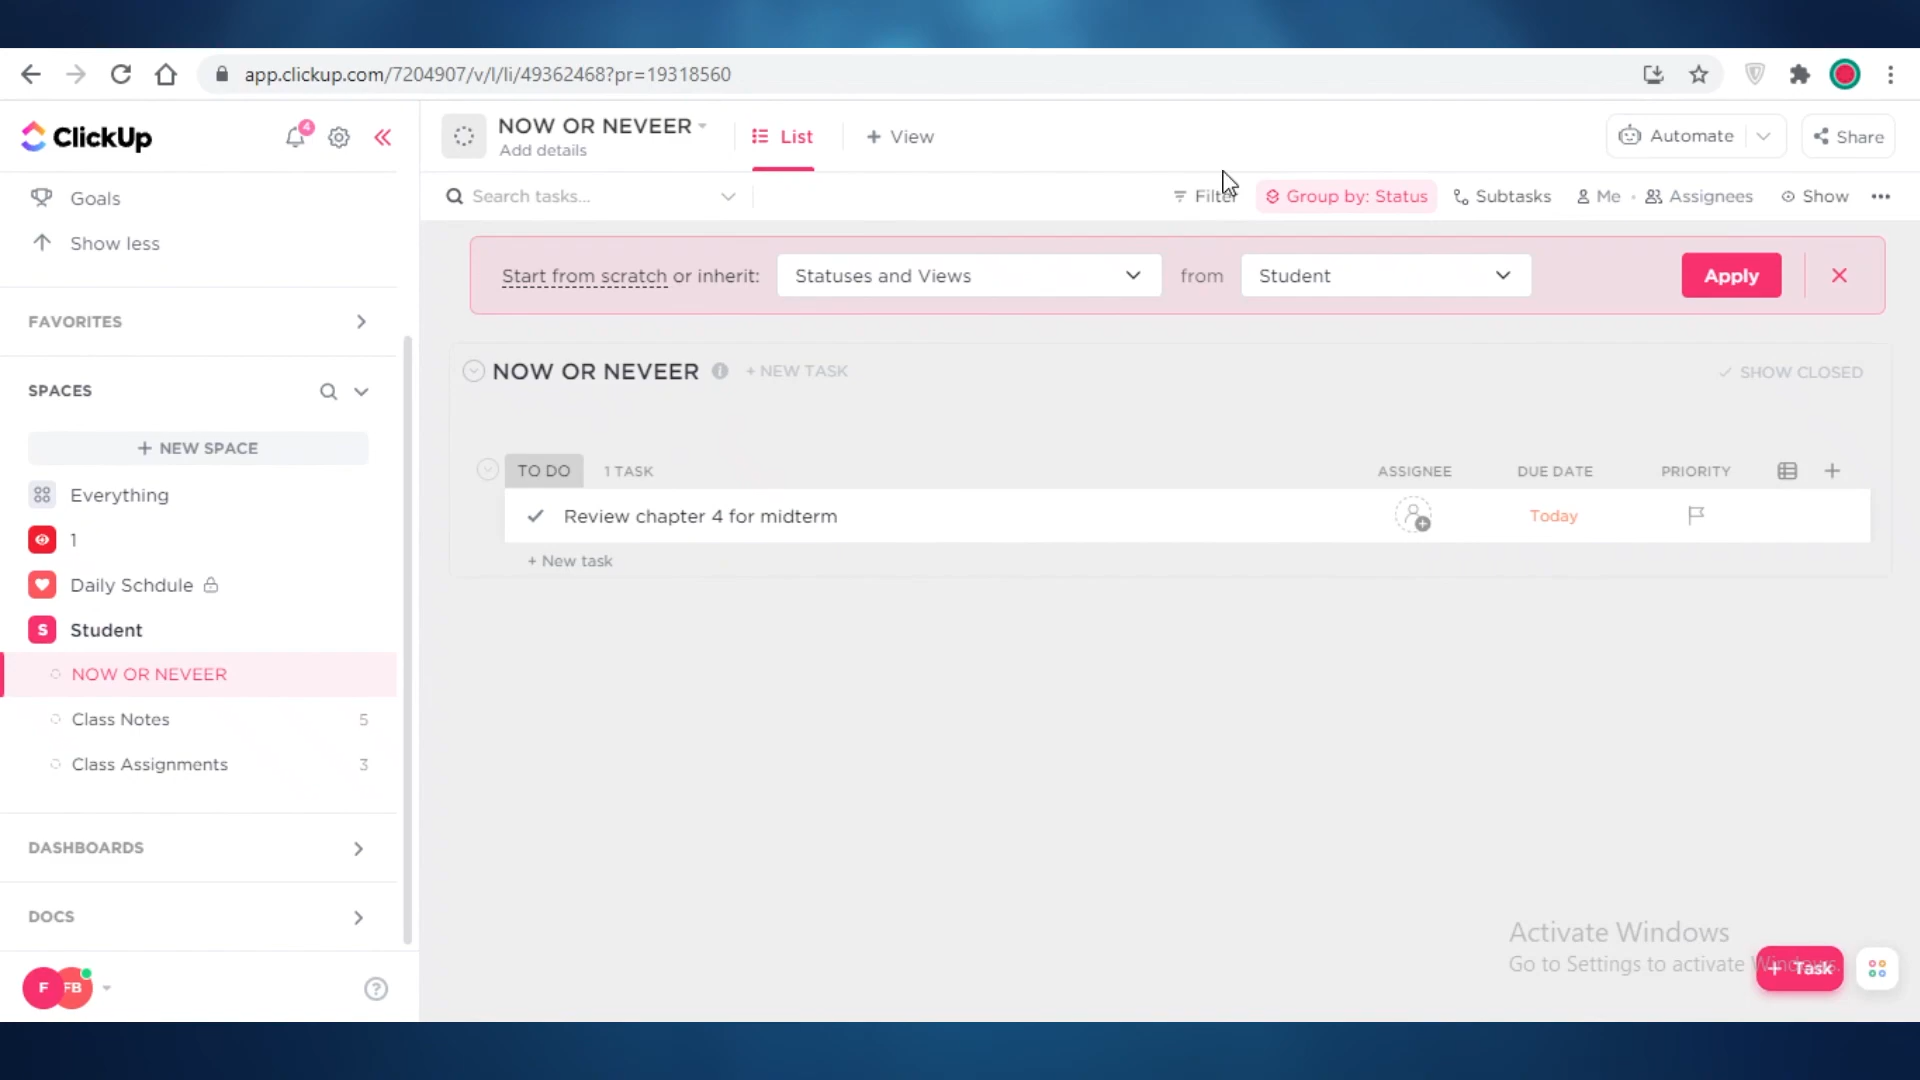 app.clickup.com/7204907/v/l/li/49362468?pr=19318560
ClickUp
4
Goals
Show less
FAVORITES
SPACES
+ NEW SPACE
Everything
1
Daily Schdule
S Student
NOW OR NEVEER
Class Notes 5
Class Assignments 3
DASHBOARDS
DOCS
F FB
?
NOW OR NEVEER
Add details
List
+ View
Automate
Share
Search tasks...
Filter
Group by: Status
Subtasks
Me
Assignees
Show
Start from scratch or inherit: Statuses and Views from Student Apply
NOW OR NEVEER + NEW TASK SHOW CLOSED
TO DO 1 TASK ASSIGNEE DUE DATE PRIORITY
Review chapter 4 for midterm Today
+ New task
Activate Windows
Go to Settings to activate Windows.
+ Task